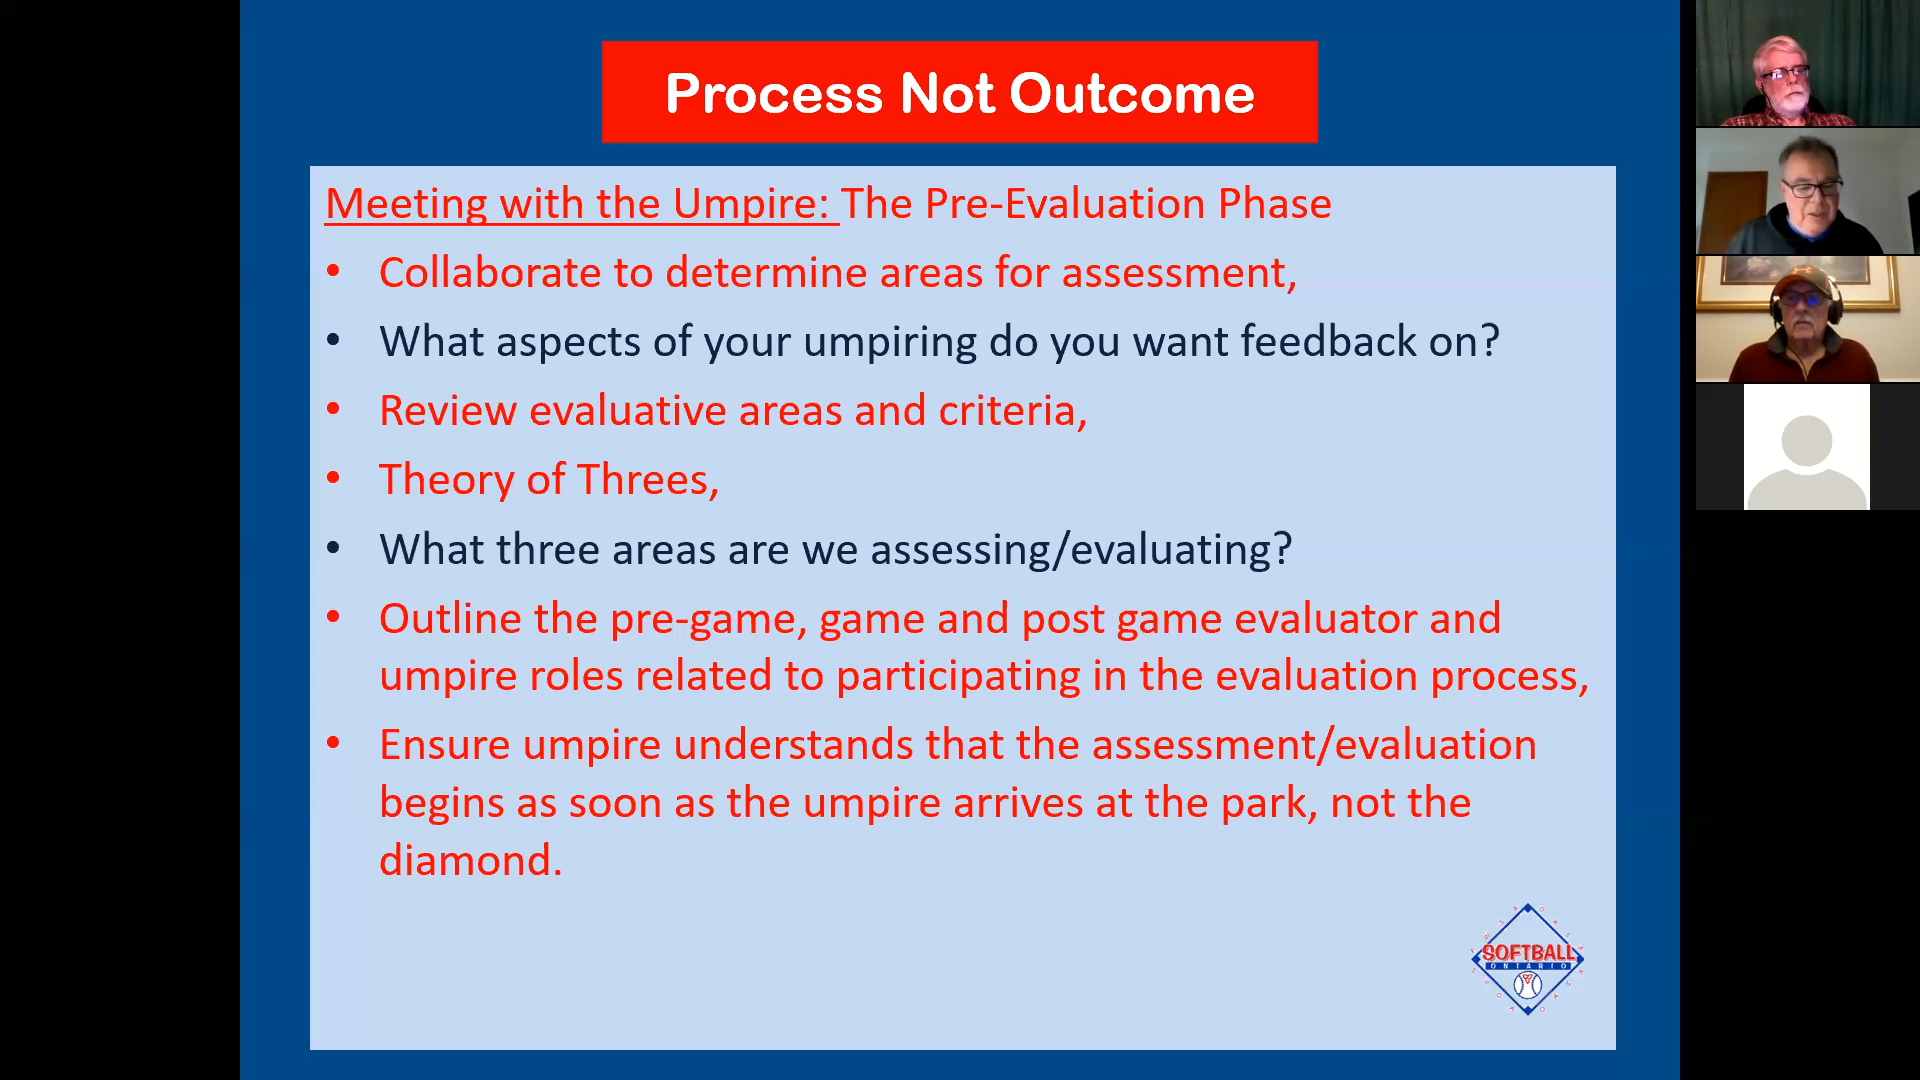 Process Not Outcome
Meeting with the Umpire: The Pre-Evaluation Phase
• Collaborate to determine areas for assessment,
• What aspects of your umpiring do you want feedback on?
• Review evaluative areas and criteria,
• Theory of Threes,
• What three areas are we assessing/evaluating?
• Outline the pre-game, game and post game evaluator and
umpire roles related to participating in the evaluation process,
• Ensure umpire understands that the assessment/evaluation
begins as soon as the umpire arrives at the park, not the
diamond.
SOFTBALL
ONTARIO